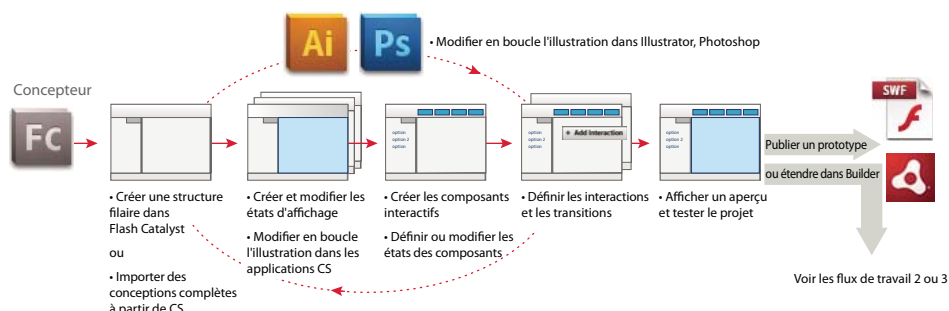 Ai
Ps
• Modifier en boucle l'illustration dans Illustrator, Photoshop
Concepteur
Fc
option
option 2
option
option
option 2
option
+ Add Interaction
option
option 2
option
SWF
Publier un prototype
ou étendre dans Builder
• Créer une structure
filaire dans
Flash Catalyst
ou
• Importer des
conceptions complètes
à partir de CS
• Créer et modifier les
états d'affichage
• Modifier en boucle
l'illustration dans les
applications CS
• Créer les composants
interactifs
• Définir ou modifier les
états des composants
• Définir les interactions
et les transitions
• Afficher un aperçu
et tester le projet
Voir les flux de travail 2 ou 3